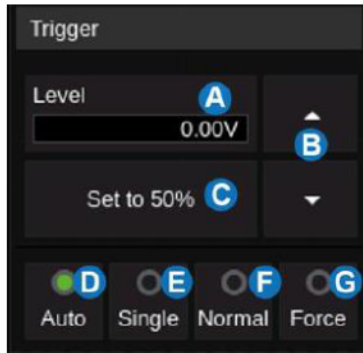 Trigger
Level A
0.00V
B
Set to 50% C
D E F G
Auto Single Normal Force